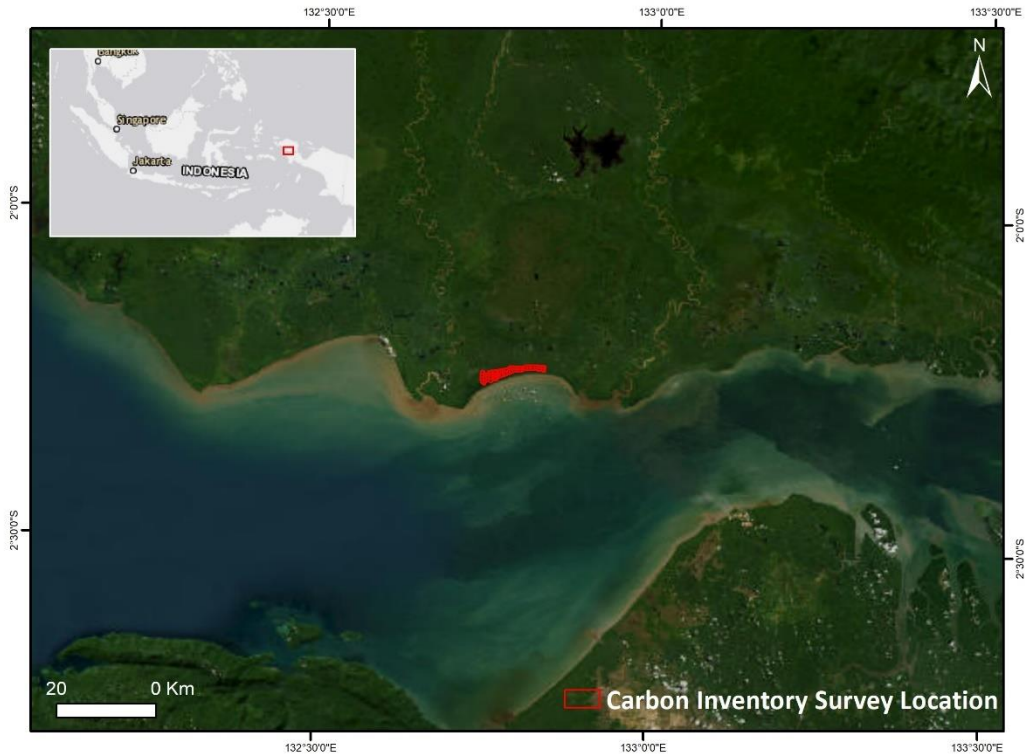 132°30'0"E
133°0'0"E
133°30'0"E
N
Bangkok
Singapore
Jakarta
INDONESIA
2°0'0"S
2°0'0"S
2°30'0"S
2°30'0"S
20 0 Km
Carbon Inventory Survey Location
132°30'0"E
133°0'0"E
133°30'0"E